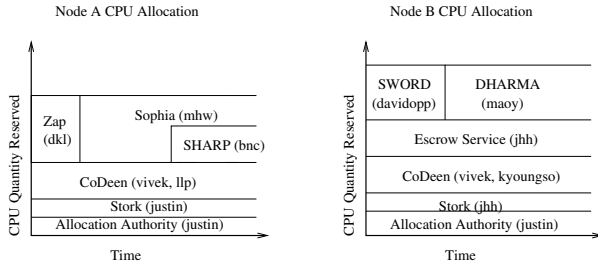 Node A CPU Allocation
CPU Quantity Reserved
Zap
(dkl)
Sophia (mhw)
SHARP (bnc)
CoDeen (vivek, llp)
Stork (justin)
Allocation Authority (justin)
Time
Node B CPU Allocation
CPU Quantity Reserved
SWORD
(davidopp)
DHARMA
(maoy)
Escrow Service (jhh)
CoDeen (vivek, kyoungso)
Stork (jhh)
Allocation Authority (justin)
Time